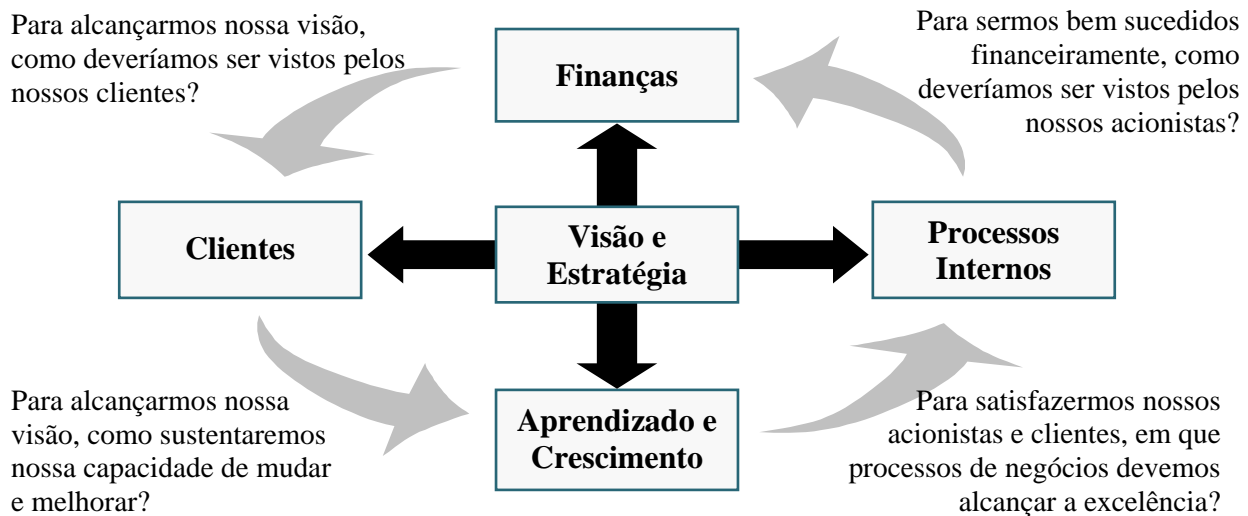 Para alcançarmos nossa visão,
como deveríamos ser vistos pelos
nossos clientes?
Finanças
Para sermos bem sucedidos
financeiramente, como
deveríamos ser vistos pelos
nossos acionistas?
Clientes
Visão e
Estratégia
Processos
Internos
Para alcançarmos nossa
visão, como sustentaremos
nossa capacidade de mudar
e melhorar?
Aprendizado e
Crescimento
Para satisfazermos nossos
acionistas e clientes, em que
processos de negócios devemos
alcançar a excelência?